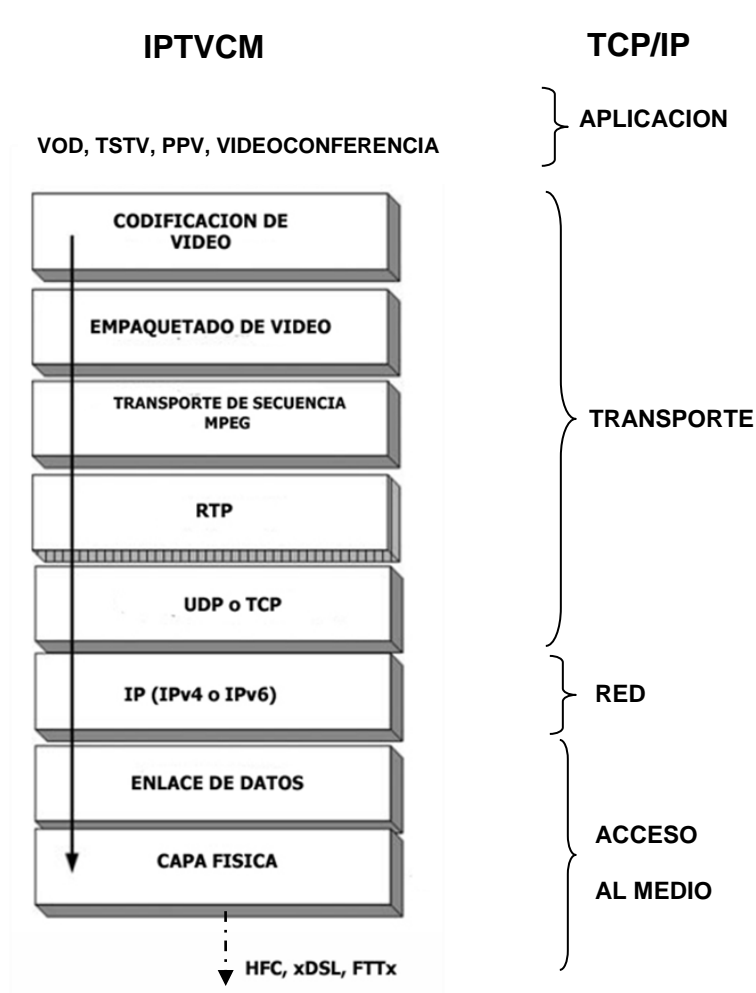 IPTVCM
TCP/IP
APLICACION
VOD, TSTV, PPV, VIDEOCONFERENCIA
CODIFICACION DE
VIDEO
EMPAQUETADO DE VIDEO
TRANSPORTE DE SECUENCIA
MPEG
TRANSPORTE
RTP
UDP o TCP
IP (IPv4 o IPv6)
RED
ENLACE DE DATOS
ACCESO
AL MEDIO
CAPA FISICA
HFC, xDSL, FTTx